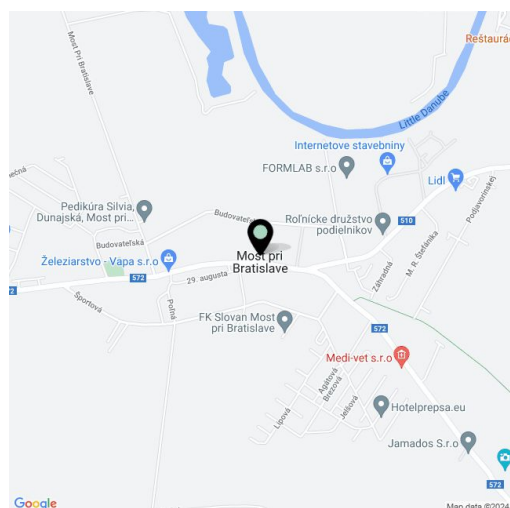 Most Pri Bratislave
Reštaurác
Little Danube
Internetove stavebniny
FORMLAB s.r.o
Lidl
Podjavorinskej
Pedikúra Silvia,
Dunajská, Most pri...
Budovateľská
Roľnícke družstvo
podielnikov
510
M. R. Štefánika
Budovateľská
Železiarstvo - Vapa s.r.o
Most pri
Bratislave
Záhradná
572
29. augusta
572
Športová
Poľná
FK Slovan Most
pri Bratislave
572
Medi-vet s.r.o
Agátová
Brezová
Jelšová
Lipová
Hotelprepsa.eu
Jamados S.r.o
572
Google
Map data ©2024